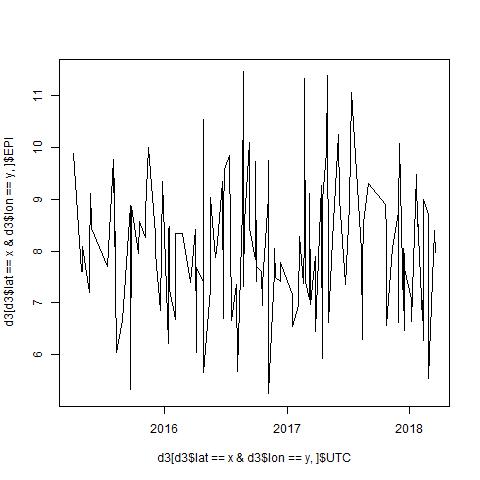 d3[d3$lat == x & d3$lon == y, ]$EPI
11
10
9
8
7
6
2016 2017 2018
d3[d3$lat == x & d3$lon == y, ]$UTC